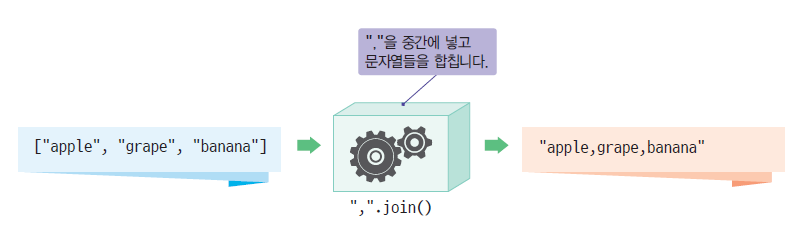 ","을 중간에 넣고
문자열들을 합칩니다.
["apple", "grape", "banana"]
"apple,grape,banana"
",".join()